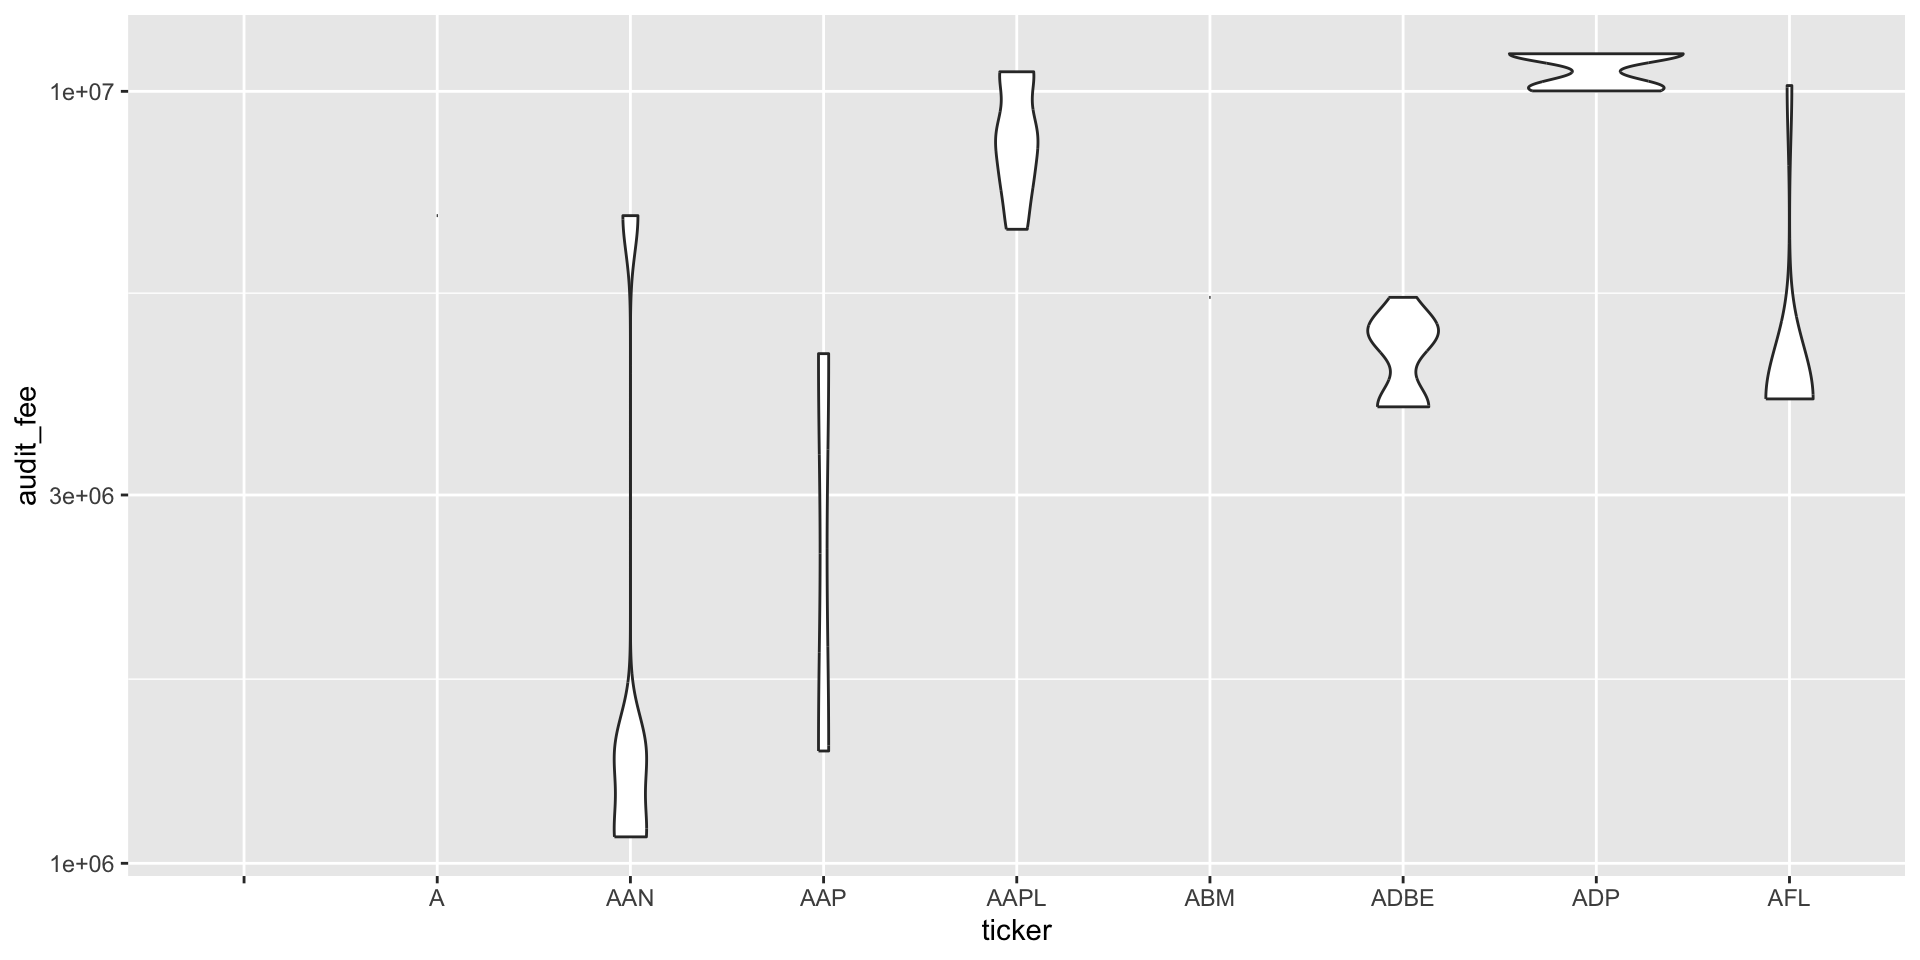 audit_fee
1e+07
3e+06
1e+06
A AAN AAP AAPL ABM ADBE ADP AFL
ticker